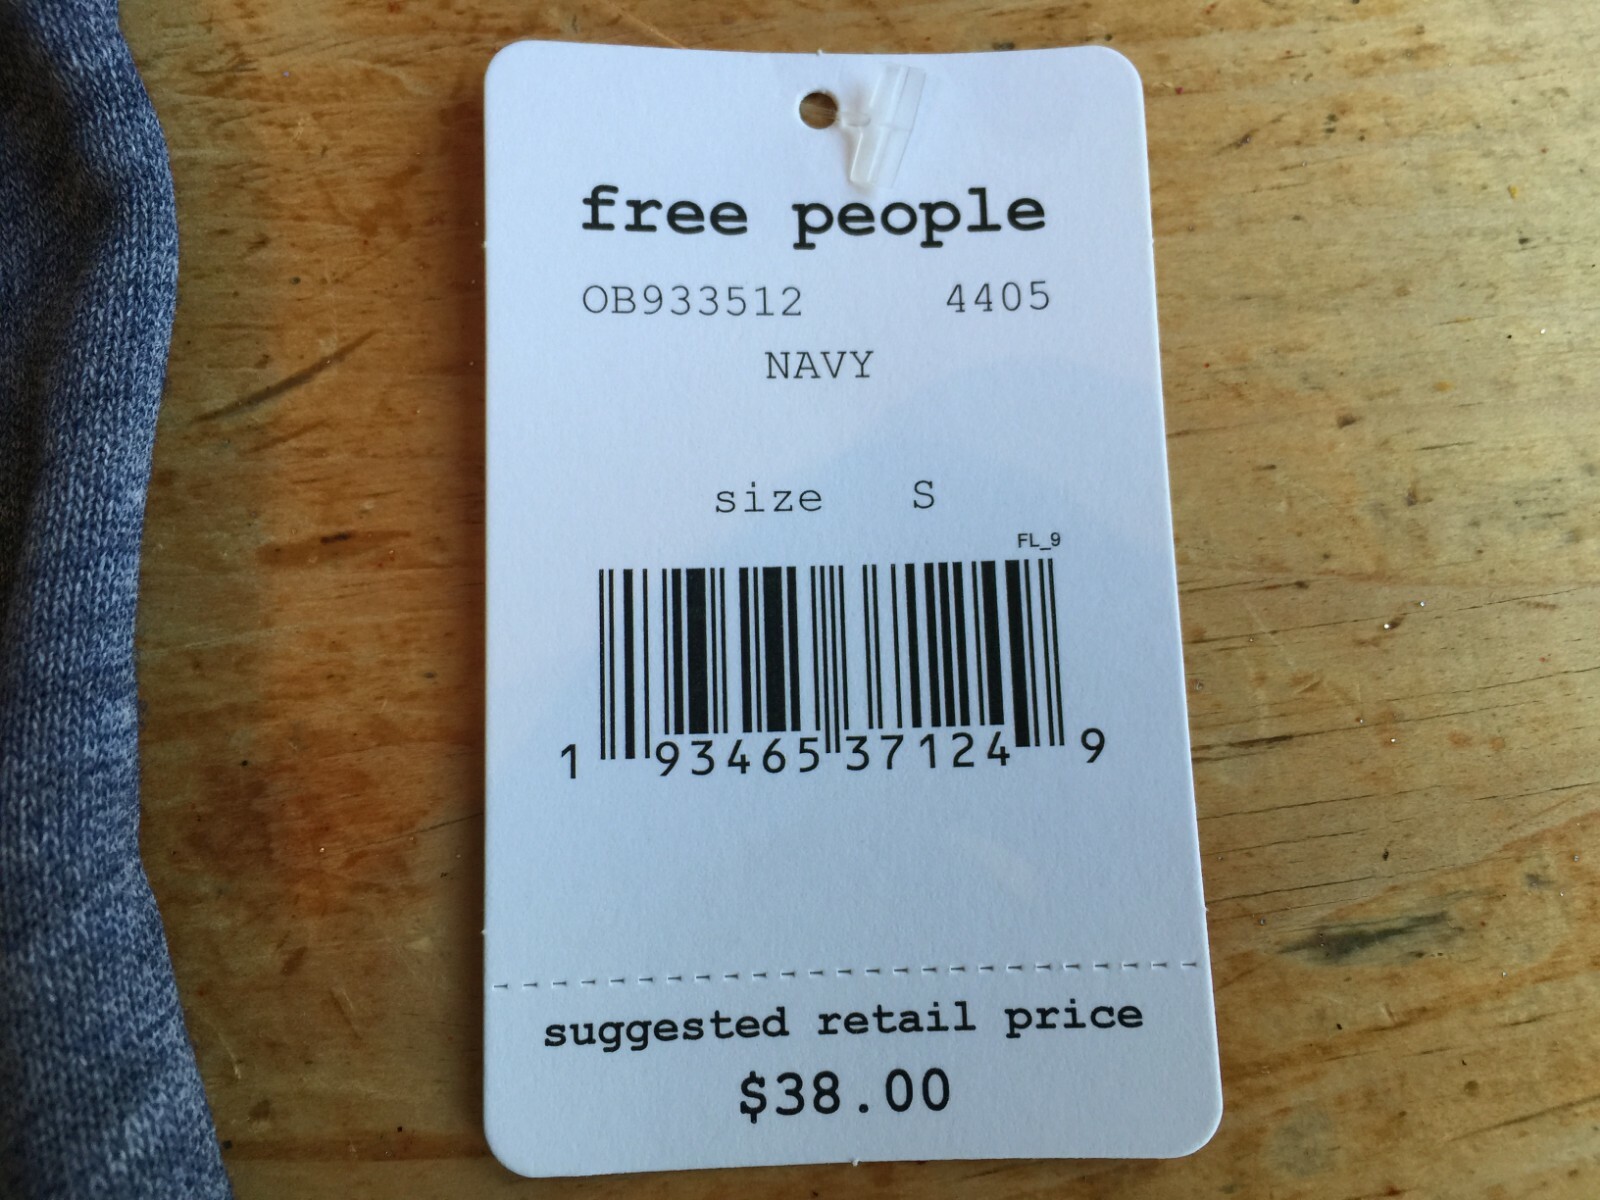 free people
OB933512 4405
NAVY
size S
FL_9
1 93465 37124 9
suggested retail price
$38.00